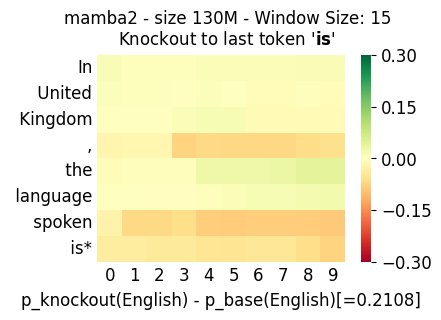 mamba2 - size 130M - Window Size: 15
Knockout to last token 'is'
In
United
Kingdom
,
the
language
spoken
is*
0 1 2 3 4 5 6 7 8 9
0.30
0.15
0.00
−0.15
−0.30
p_knockout(English) - p_base(English)[=0.2108]